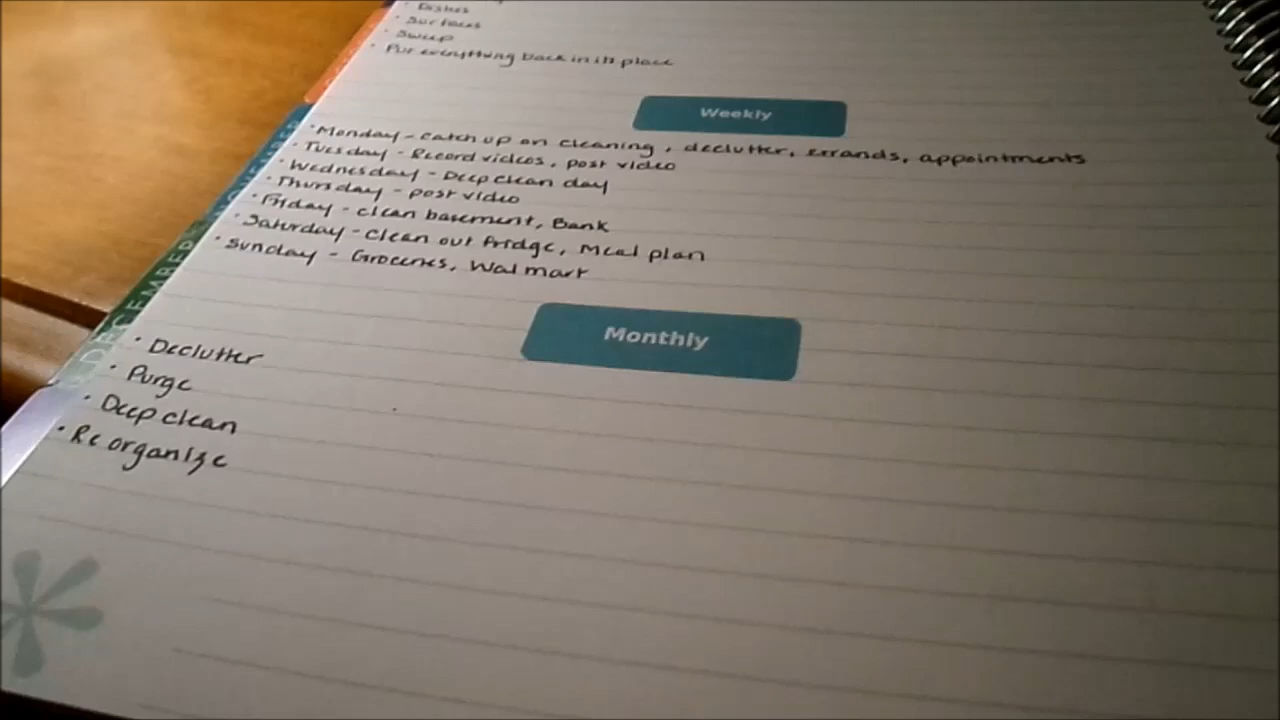 • Dishes
• Surfaces
• Sweep
• Put everything back in its place
Weekly
• Monday - Catch up on cleaning, declutter, errands, appointments
• Tuesday - Record videos, post video
• Wednesday - Deep clean day
• Thursday - post video
• Friday - clean basement, Bank
• Saturday - Clean out fridge, Meal plan
• Sunday - Groceries, Walmart
Monthly
• Declutter
• Purge
• Deep clean
• Reorganize
DECEMBER